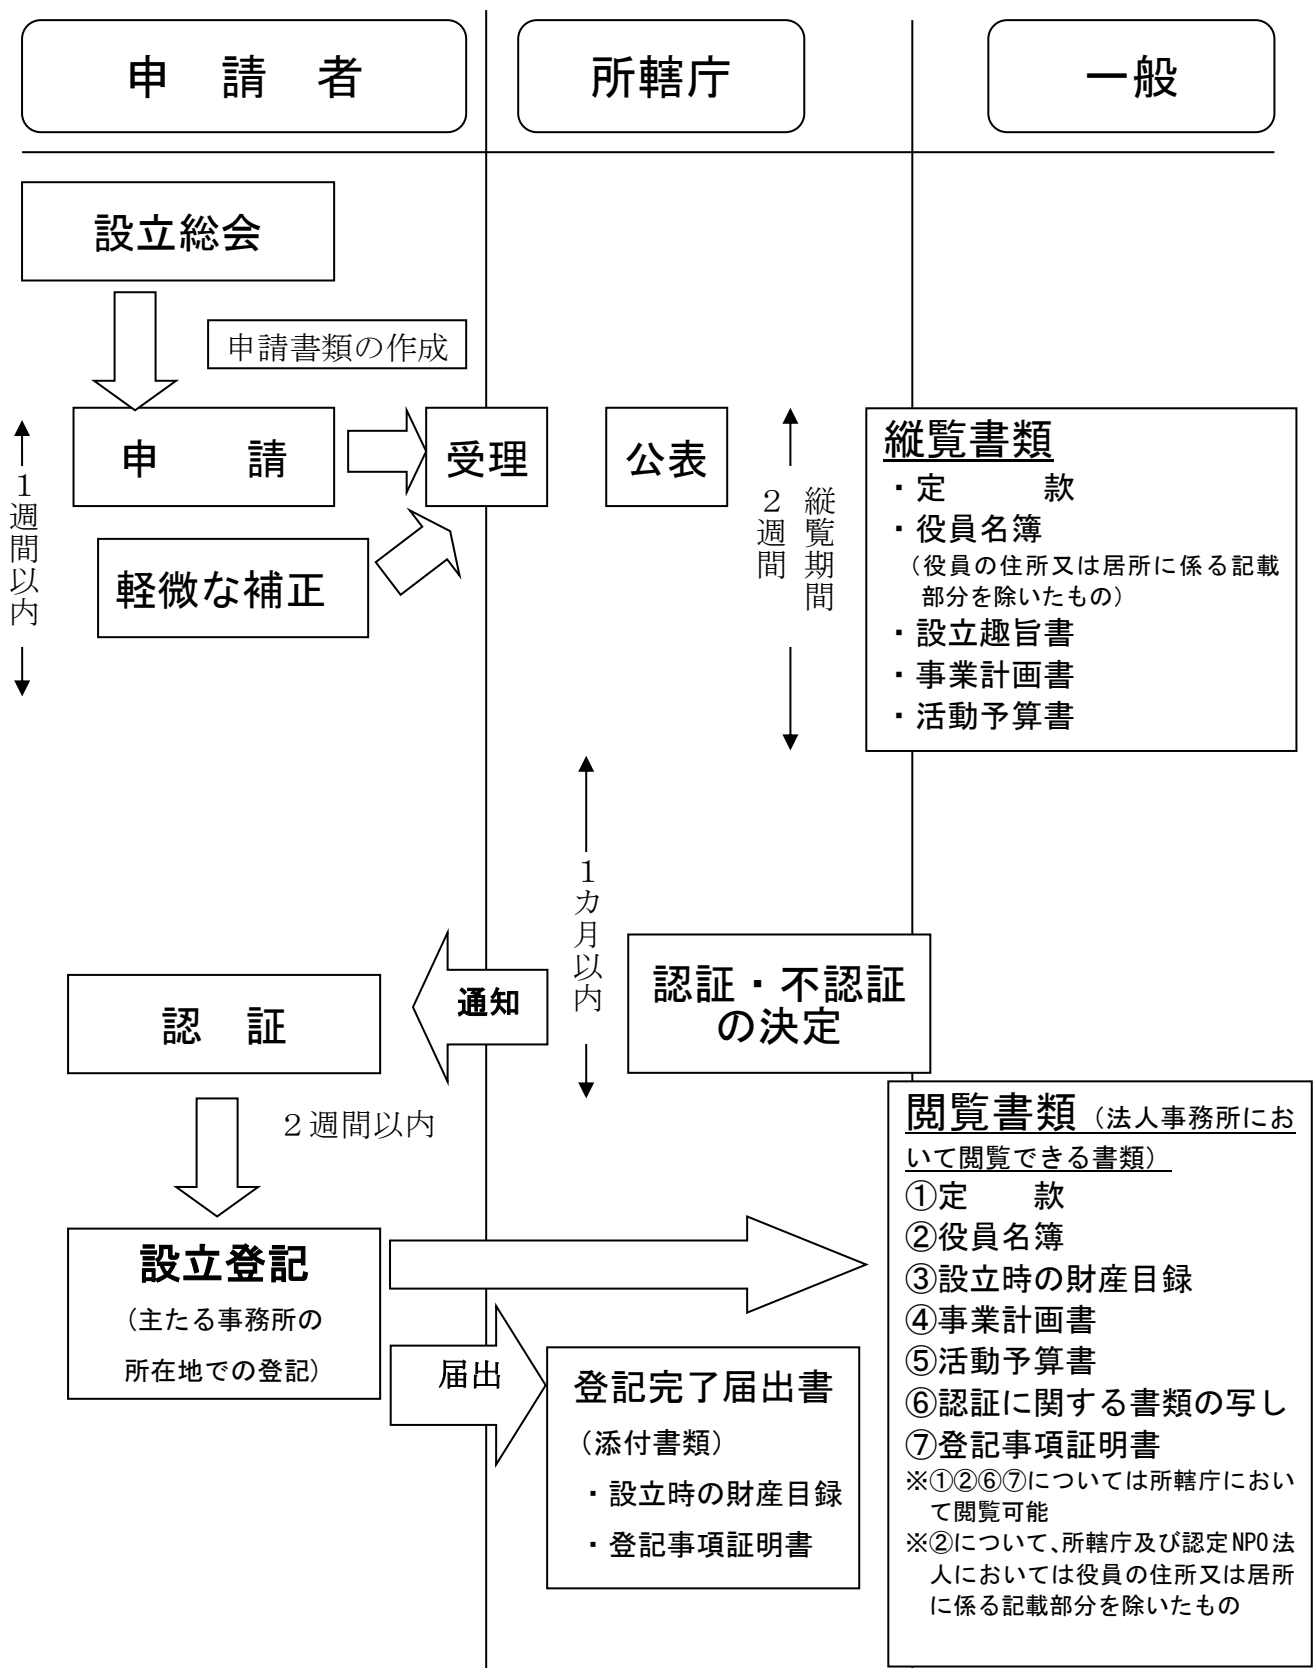 申　請　者
所轄庁
一般
設立総会
申請書類の作成
申　　請
受理
公表
軽微な補正
１週間以内
縦覧期間
２週間
縦覧書類
・定　　　款
・役員名簿
（役員の住所又は居所に係る記載
部分を除いたもの）
・設立趣旨書
・事業計画書
・活動予算書
１カ月以内
認証・不認証
の決定
通知
認　証
２週間以内
設立登記
（主たる事務所の
所在地での登記）
届出
登記完了届出書
（添付書類）
・設立時の財産目録
・登記事項証明書
閲覧書類（法人事務所にお
いて閲覧できる書類）
①定　　款
②役員名簿
③設立時の財産目録
④事業計画書
⑤活動予算書
⑥認証に関する書類の写し
⑦登記事項証明書
※①②⑥⑦については所轄庁におい
て閲覧可能
※②について、所轄庁及び認定NPO法
人においては役員の住所又は居所
に係る記載部分を除いたもの